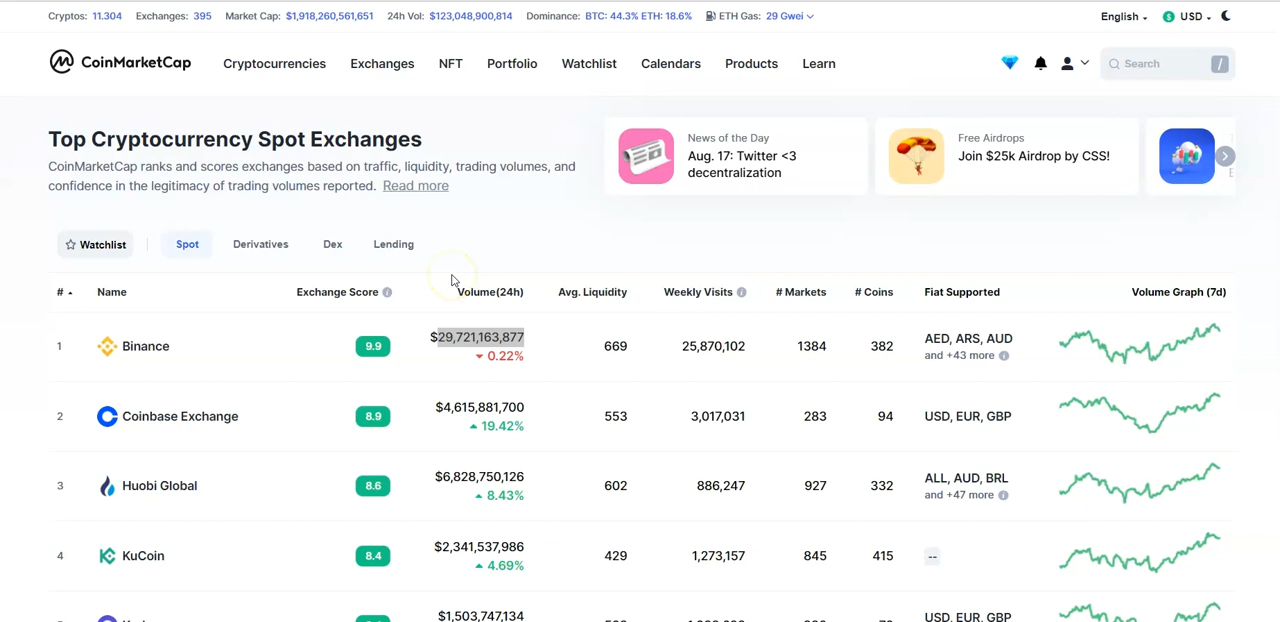 Cryptos: 11.304 Exchanges: 395 Market Cap: $1,918,260,561,651 24h Vol: $123,048,900,814 Dominance: BTC: 44.3% ETH: 18.6% ETH Gas: 29 Gwei English USD
CoinMarketCap Cryptocurrencies Exchanges NFT Portfolio Watchlist Calendars Products Learn Search /
Top Cryptocurrency Spot Exchanges
CoinMarketCap ranks and scores exchanges based on traffic, liquidity, trading volumes, and
confidence in the legitimacy of trading volumes reported. Read more
News of the Day
Aug. 17: Twitter <3
decentralization
Free Airdrops
Join $25k Airdrop by CSS!
Watchlist Spot Derivatives Dex Lending
# Name Exchange Score Volume(24h) Avg. Liquidity Weekly Visits # Markets # Coins Fiat Supported Volume Graph (7d)
1 Binance 9.9 $29,721,163,877 669 25,870,102 1384 382 AED, ARS, AUD
0.22% and +43 more
2 Coinbase Exchange 8.9 $4,615,881,700 553 3,017,031 283 94 USD, EUR, GBP
19.42%
3 Huobi Global 8.6 $6,828,750,126 602 886,247 927 332 ALL, AUD, BRL
8.43% and +47 more
4 KuCoin 8.4 $2,341,537,986 429 1,273,157 845 415 --
4.69%
$1,503,747,134 USD, EUR, GBP